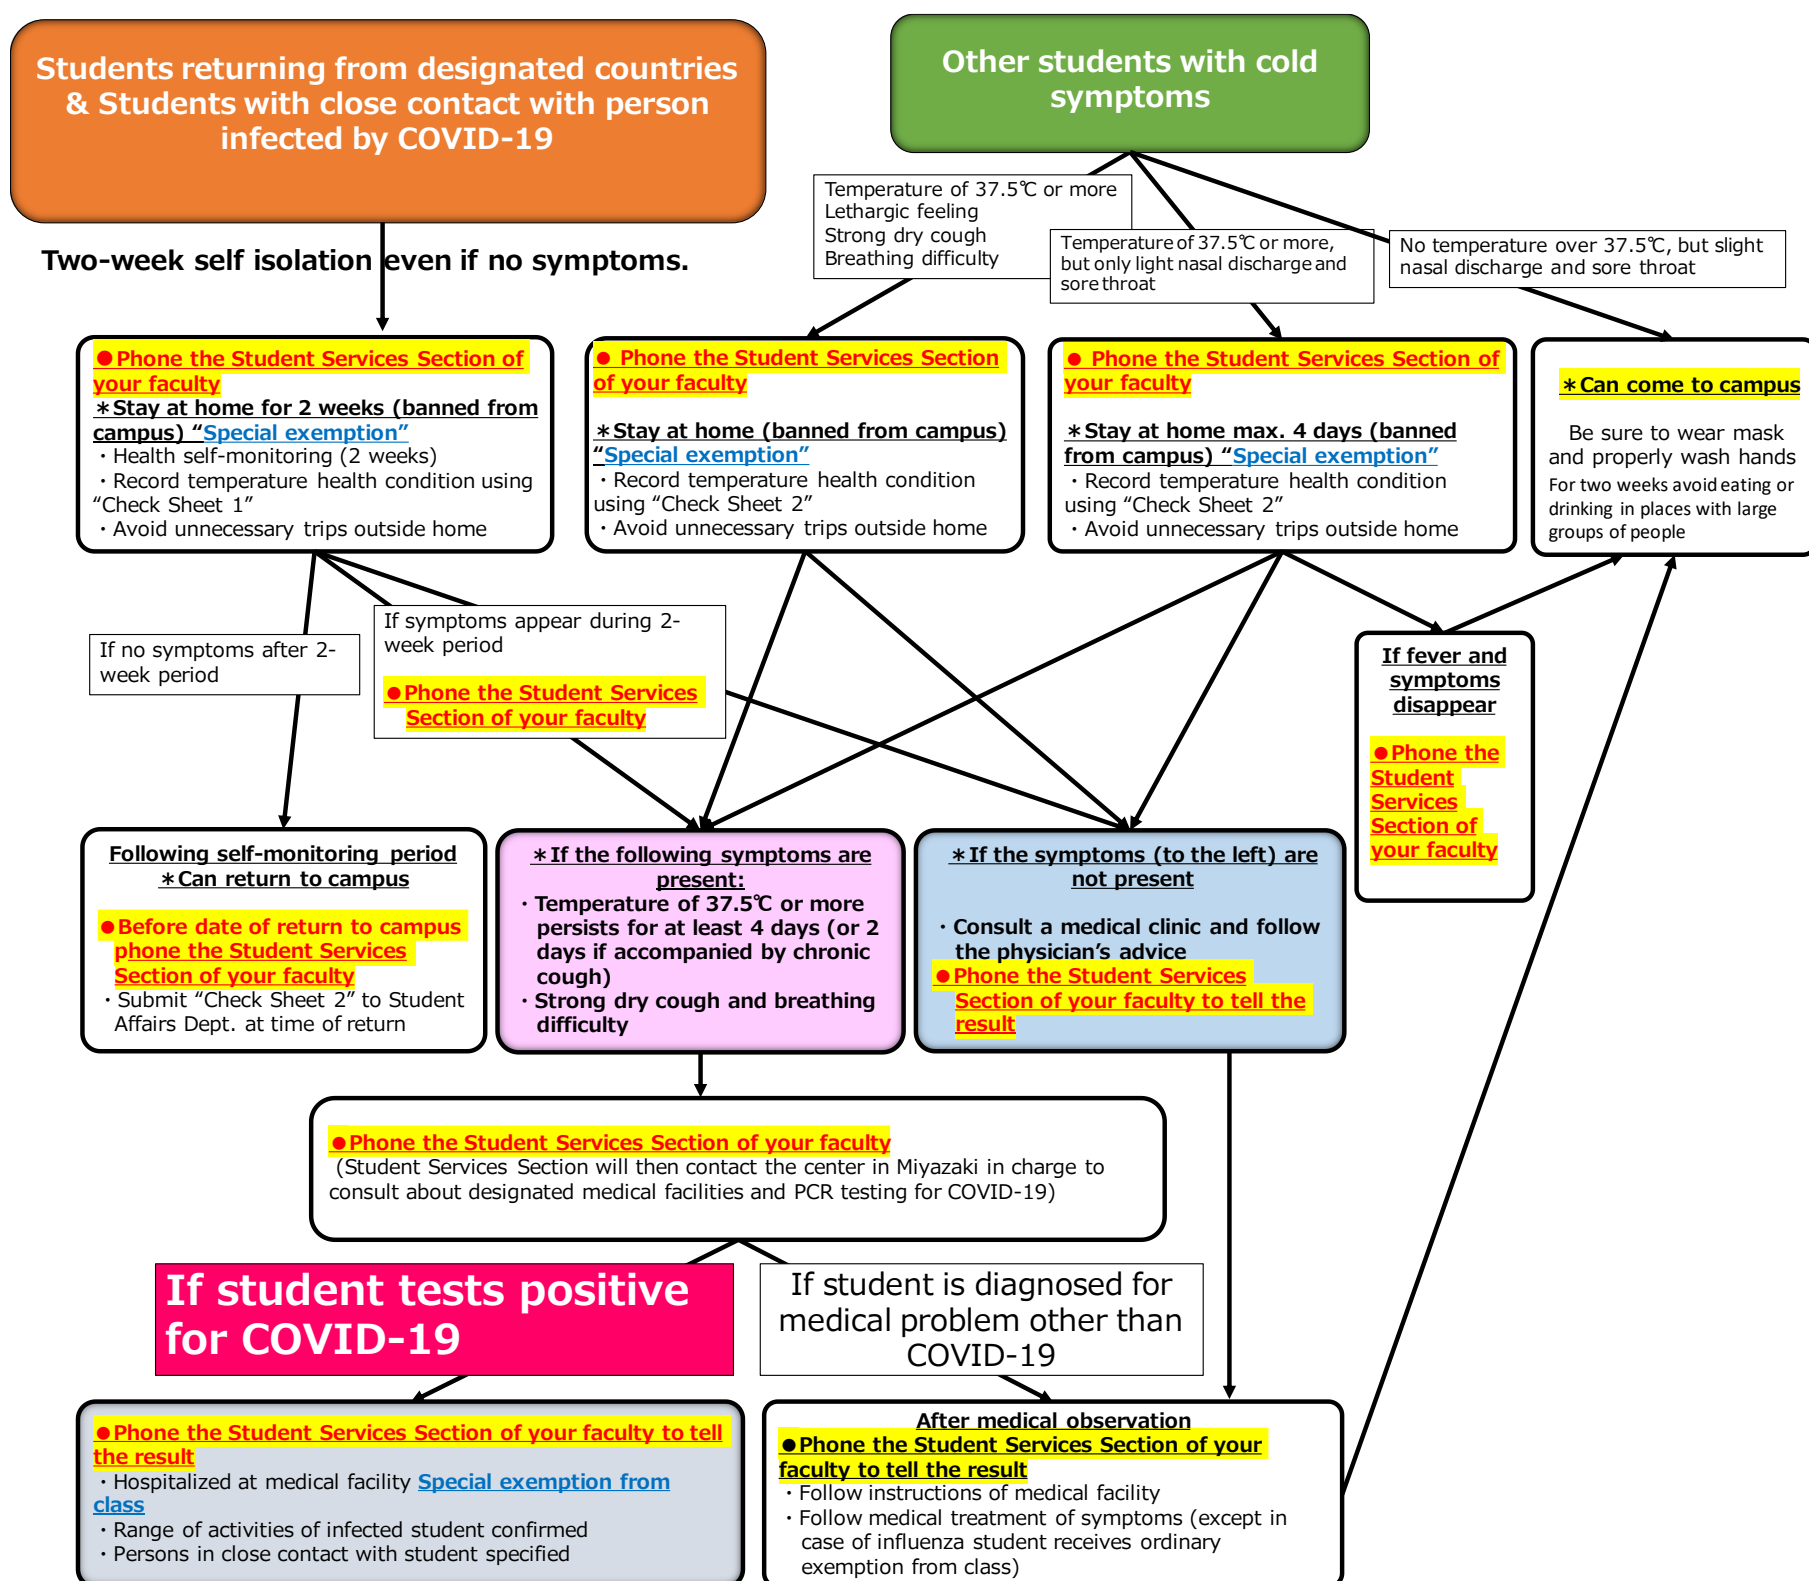 Students returning from designated countries
& Students with close contact with person
infected by COVID-19
Other students with cold
symptoms
Two-week self isolation even if no symptoms.
Temperature of 37.5℃ or more
Lethargic feeling
Strong dry cough
Breathing difficulty
Temperature of 37.5℃ or more,
but only light nasal discharge and
sore throat
No temperature over 37.5℃, but slight
nasal discharge and sore throat
●Phone the Student Services Section of
your faculty
＊Stay at home for 2 weeks (banned from
campus) “Special exemption”
・Health self-monitoring (2 weeks)
・Record temperature health condition using
“Check Sheet 1”
・Avoid unnecessary trips outside home
● Phone the Student Services Section
of your faculty
＊Stay at home (banned from campus)
“Special exemption”
・Record temperature health condition
using “Check Sheet 2”
・Avoid unnecessary trips outside home
● Phone the Student Services Section of
your faculty
＊Stay at home max. 4 days (banned
from campus) “Special exemption”
・Record temperature health condition
using “Check Sheet 2”
・Avoid unnecessary trips outside home
＊Can come to campus
Be sure to wear mask
and properly wash hands
For two weeks avoid eating or
drinking in places with large
groups of people
If no symptoms after 2-
week period
If symptoms appear during 2-
week period
●Phone the Student Services
Section of your faculty
If fever and
symptoms
disappear
●Phone the
Student
Services
Section of
your faculty
Following self-monitoring period
＊Can return to campus
●Before date of return to campus
phone the Student Services
Section of your faculty
・Submit “Check Sheet 2” to Student
Affairs Dept. at time of return
＊If the following symptoms are
present:
・Temperature of 37.5℃ or more
persists for at least 4 days (or 2
days if accompanied by chronic
cough)
・Strong dry cough and breathing
difficulty
＊If the symptoms (to the left) are
not present
・Consult a medical clinic and follow
the physician’s advice
●Phone the Student Services
Section of your faculty to tell the
result
●Phone the Student Services Section of your faculty
(Student Services Section will then contact the center in Miyazaki in charge to
consult about designated medical facilities and PCR testing for COVID-19)
If student tests positive
for COVID-19
If student is diagnosed for
medical problem other than
COVID-19
●Phone the Student Services Section of your faculty to tell
the result
・Hospitalized at medical facility Special exemption from
class
・Range of activities of infected student confirmed
・Persons in close contact with student specified
After medical observation
●Phone the Student Services Section of your
faculty to tell the result
・Follow instructions of medical facility
・Follow medical treatment of symptoms (except in
case of influenza student receives ordinary
exemption from class)